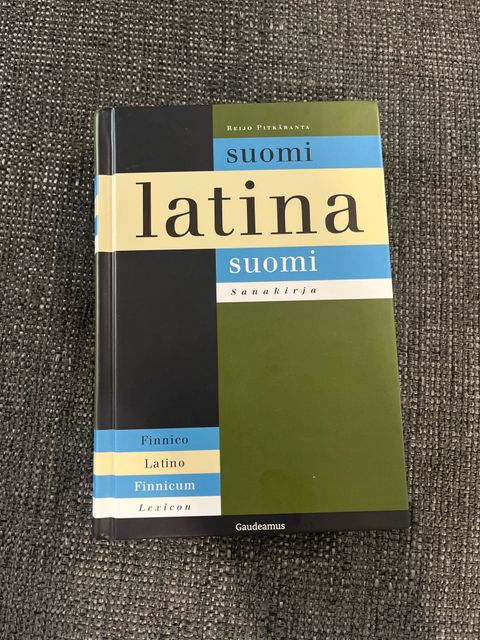 REIJO PITKÄRANTA
suomi
latina
suomi
Sanakirja
Finnico
Latino
Finnicum
Lexicon
Gaudeamus